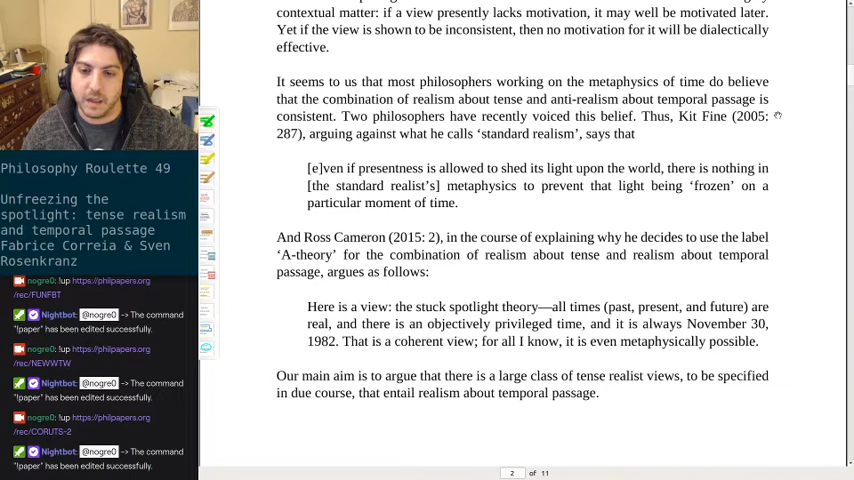 contextual matter: if a view presently lacks motivation, it may well be motivated later.
Yet if the view is shown to be inconsistent, then no motivation for it will be dialectically
effective.
It seems to us that most philosophers working on the metaphysics of time do believe
that the combination of realism about tense and anti-realism about temporal passage is
consistent. Two philosophers have recently voiced this belief. Thus, Kit Fine (2005:
287), arguing against what he calls ‘standard realism’, says that
[e]ven if presentness is allowed to shed its light upon the world, there is nothing in
[the standard realist’s] metaphysics to prevent that light being ‘frozen’ on a
particular moment of time.
And Ross Cameron (2015: 2), in the course of explaining why he decides to use the label
‘A-theory’ for the combination of realism about tense and realism about temporal
passage, argues as follows:
Here is a view: the stuck spotlight theory—all times (past, present, and future) are
real, and there is an objectively privileged time, and it is always November 30,
1982. That is a coherent view; for all I know, it is even metaphysically possible.
Our main aim is to argue that there is a large class of tense realist views, to be specified
in due course, that entail realism about temporal passage.
2 of 11
Philosophy Roulette 49
Unfreezing the
spotlight: tense realism
and temporal passage
Fabrice Correia & Sven
Rosenkranz
nogre0: !up https://philpapers.org
/rec/FUNFBT
Nightbot: @nogre0 -> The command
"!paper" has been edited successfully.
nogre0: !up https://philpapers.org
/rec/NEWWTW
Nightbot: @nogre0 -> The command
"!paper" has been edited successfully.
nogre0: !up https://philpapers.org
/rec/CORUTS-2
Nightbot: @nogre0 -> The command
"!paper" has been edited successfully.